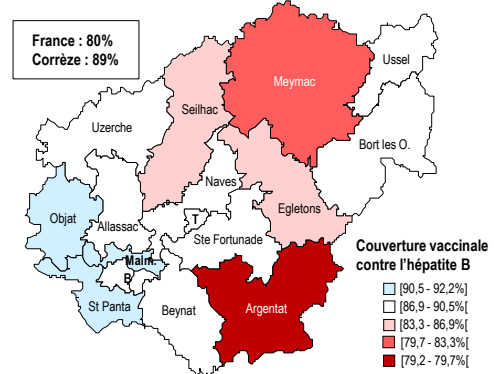 France : 80%
Corrèze : 89%
Ussel
Meymac
Seilhac
Uzerche
Bort les O.
Naves
Egletons
Objat
Allassac
T
Ste Fortunade
Malm.
B
St Panta
Beynat
Argentat
Couverture vaccinale
contre l'hépatite B
[90,5 - 92,2%]
[86,9 - 90,5%[
[83,3 - 86,9%[
[79,7 - 83,3%[
[79,2 - 79,7%[